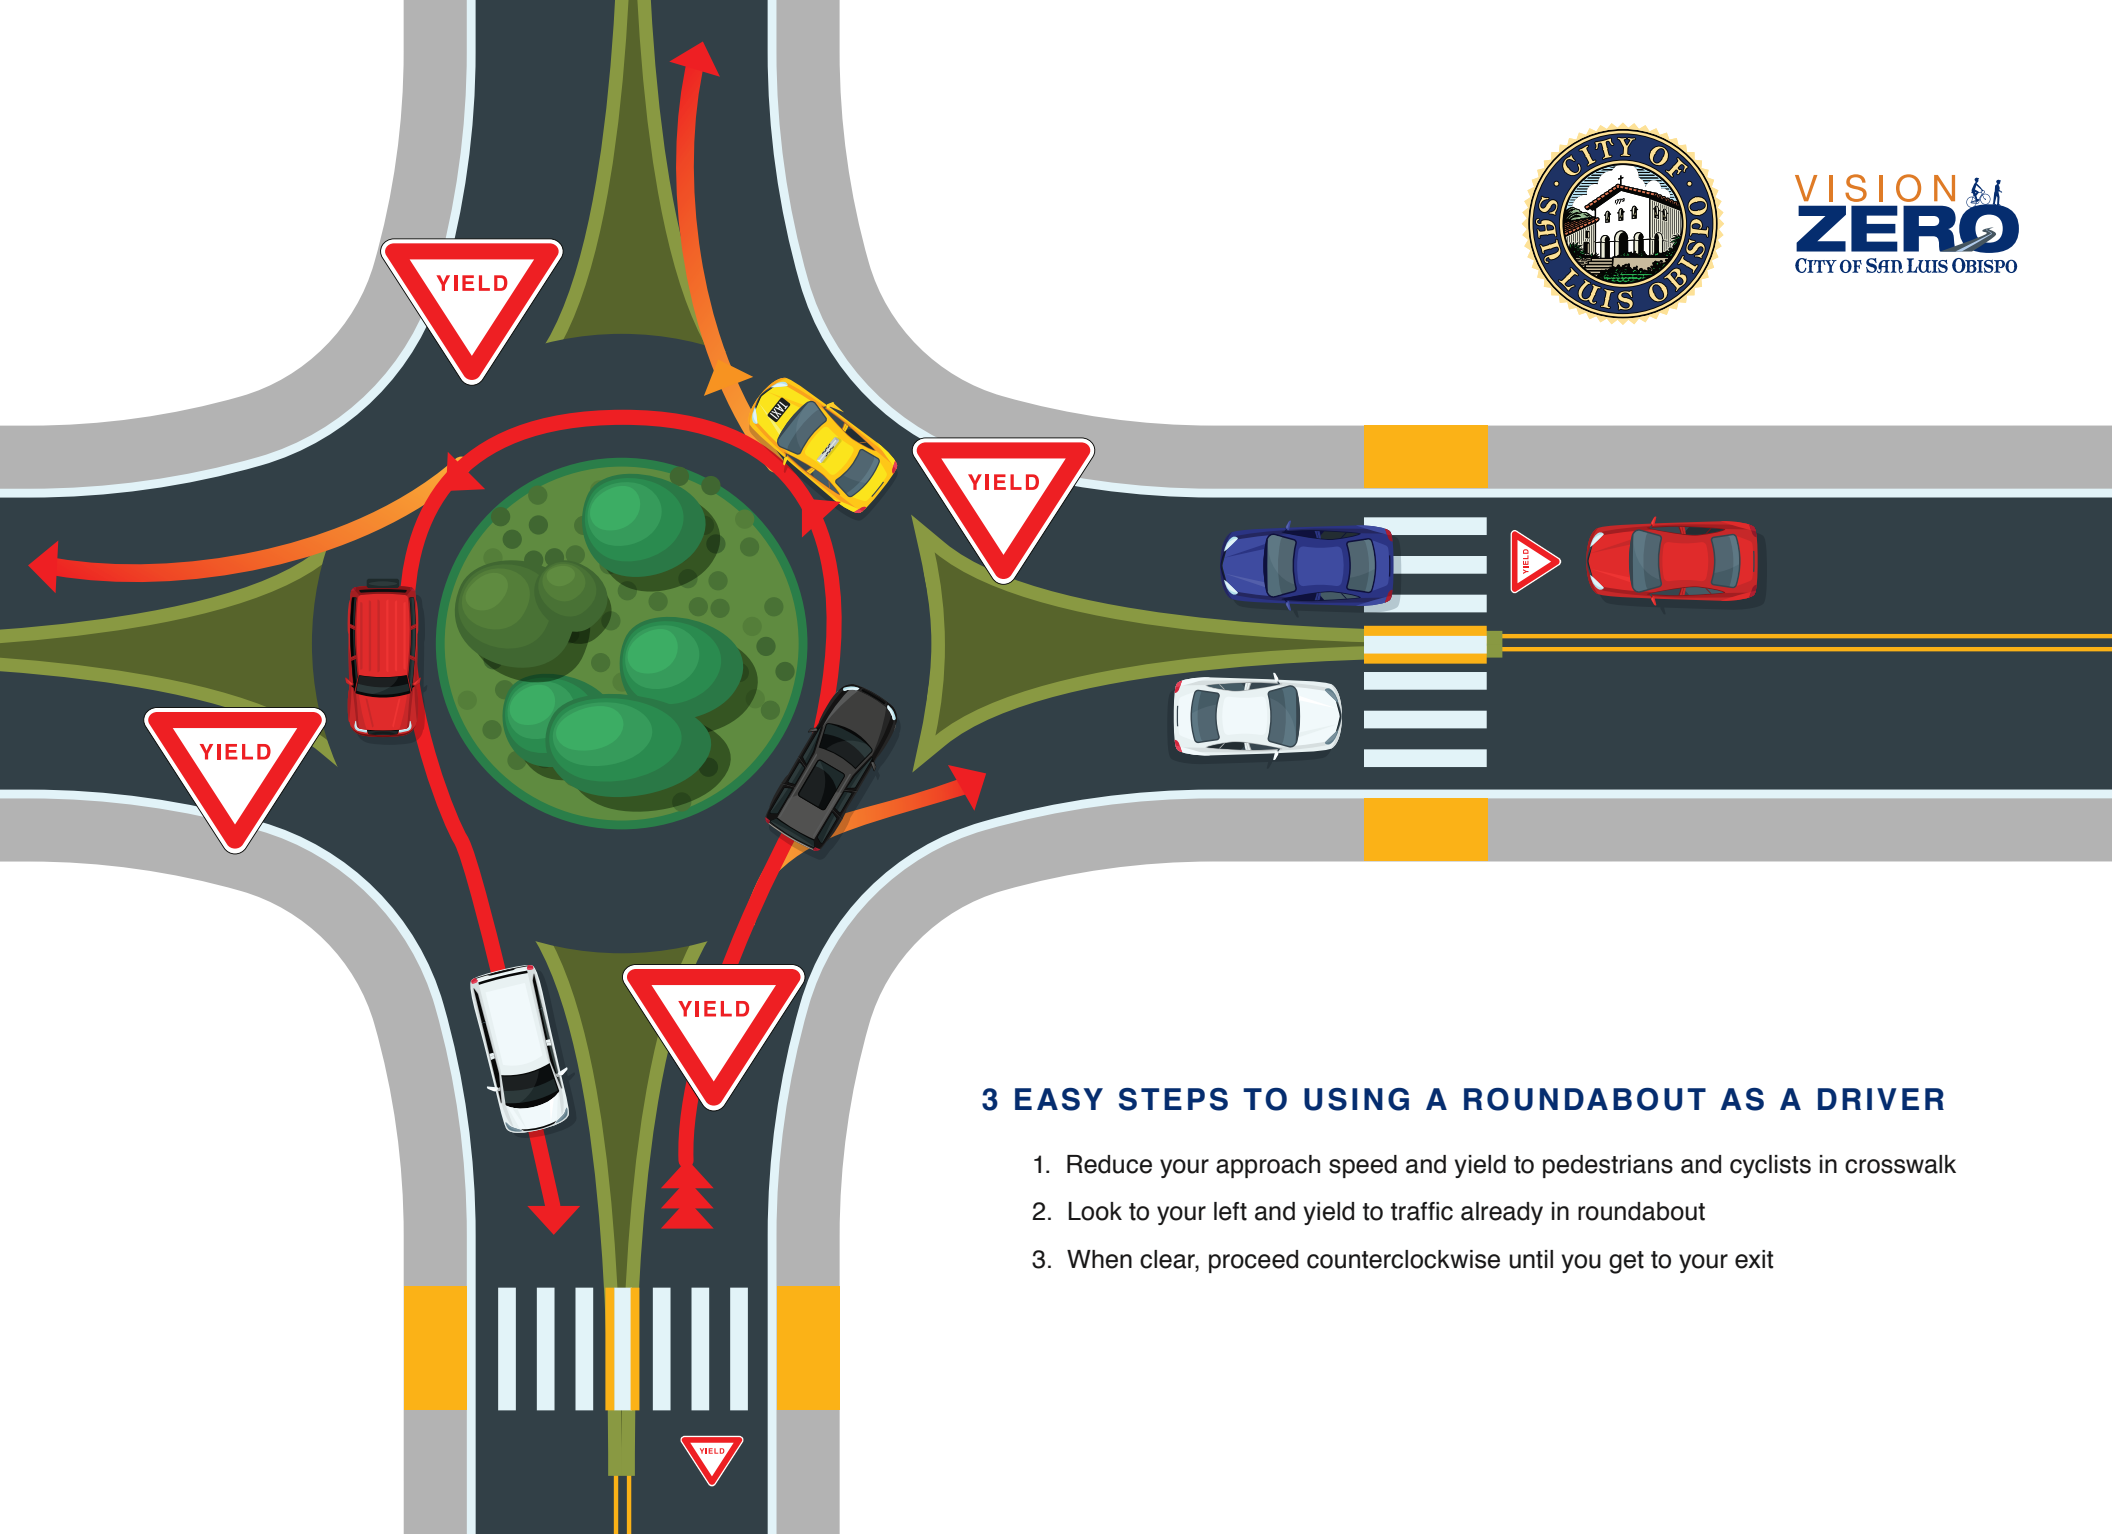 CITY OF
SAN LUIS OBISPO
1772
VISION
ZERO
CITY OF SAN LUIS OBISPO
YIELD
TAXI
YIELD
YIELD
YIELD
YIELD
3 EASY STEPS TO USING A ROUNDABOUT AS A DRIVER
1. Reduce your approach speed and yield to pedestrians and cyclists in crosswalk
2. Look to your left and yield to traffic already in roundabout
3. When clear, proceed counterclockwise until you get to your exit
YIELD